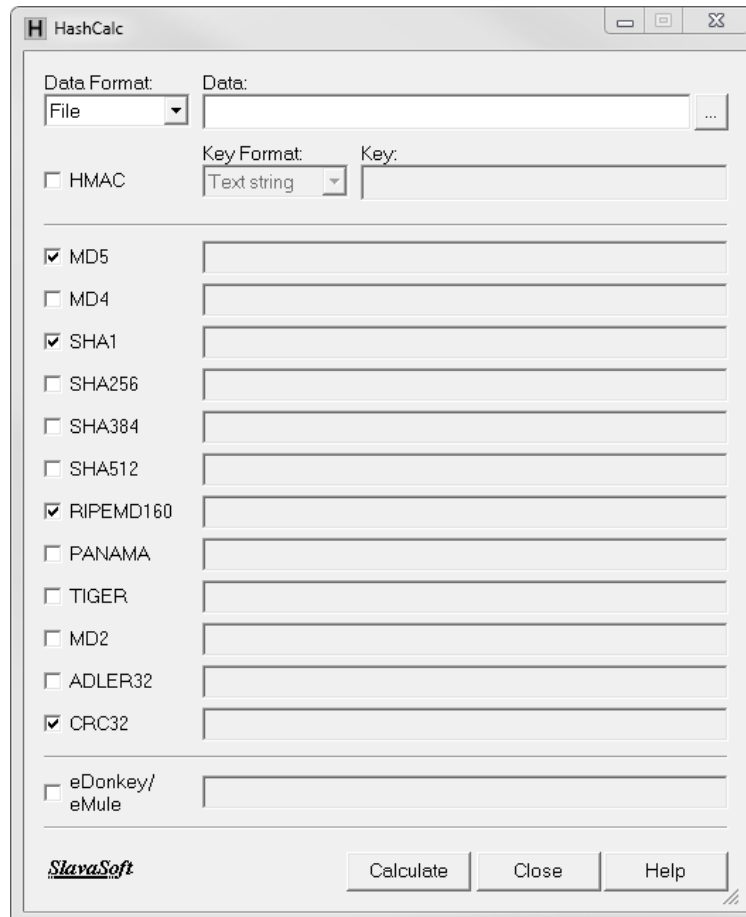 HashCalc
Data Format: Data:
File ...
Key Format: Key:
HMAC Text string
MD5
MD4
SHA1
SHA256
SHA384
SHA512
RIPEMD160
PANAMA
TIGER
MD2
ADLER32
CRC32
eDonkey/
eMule
SlavaSoft Calculate Close Help